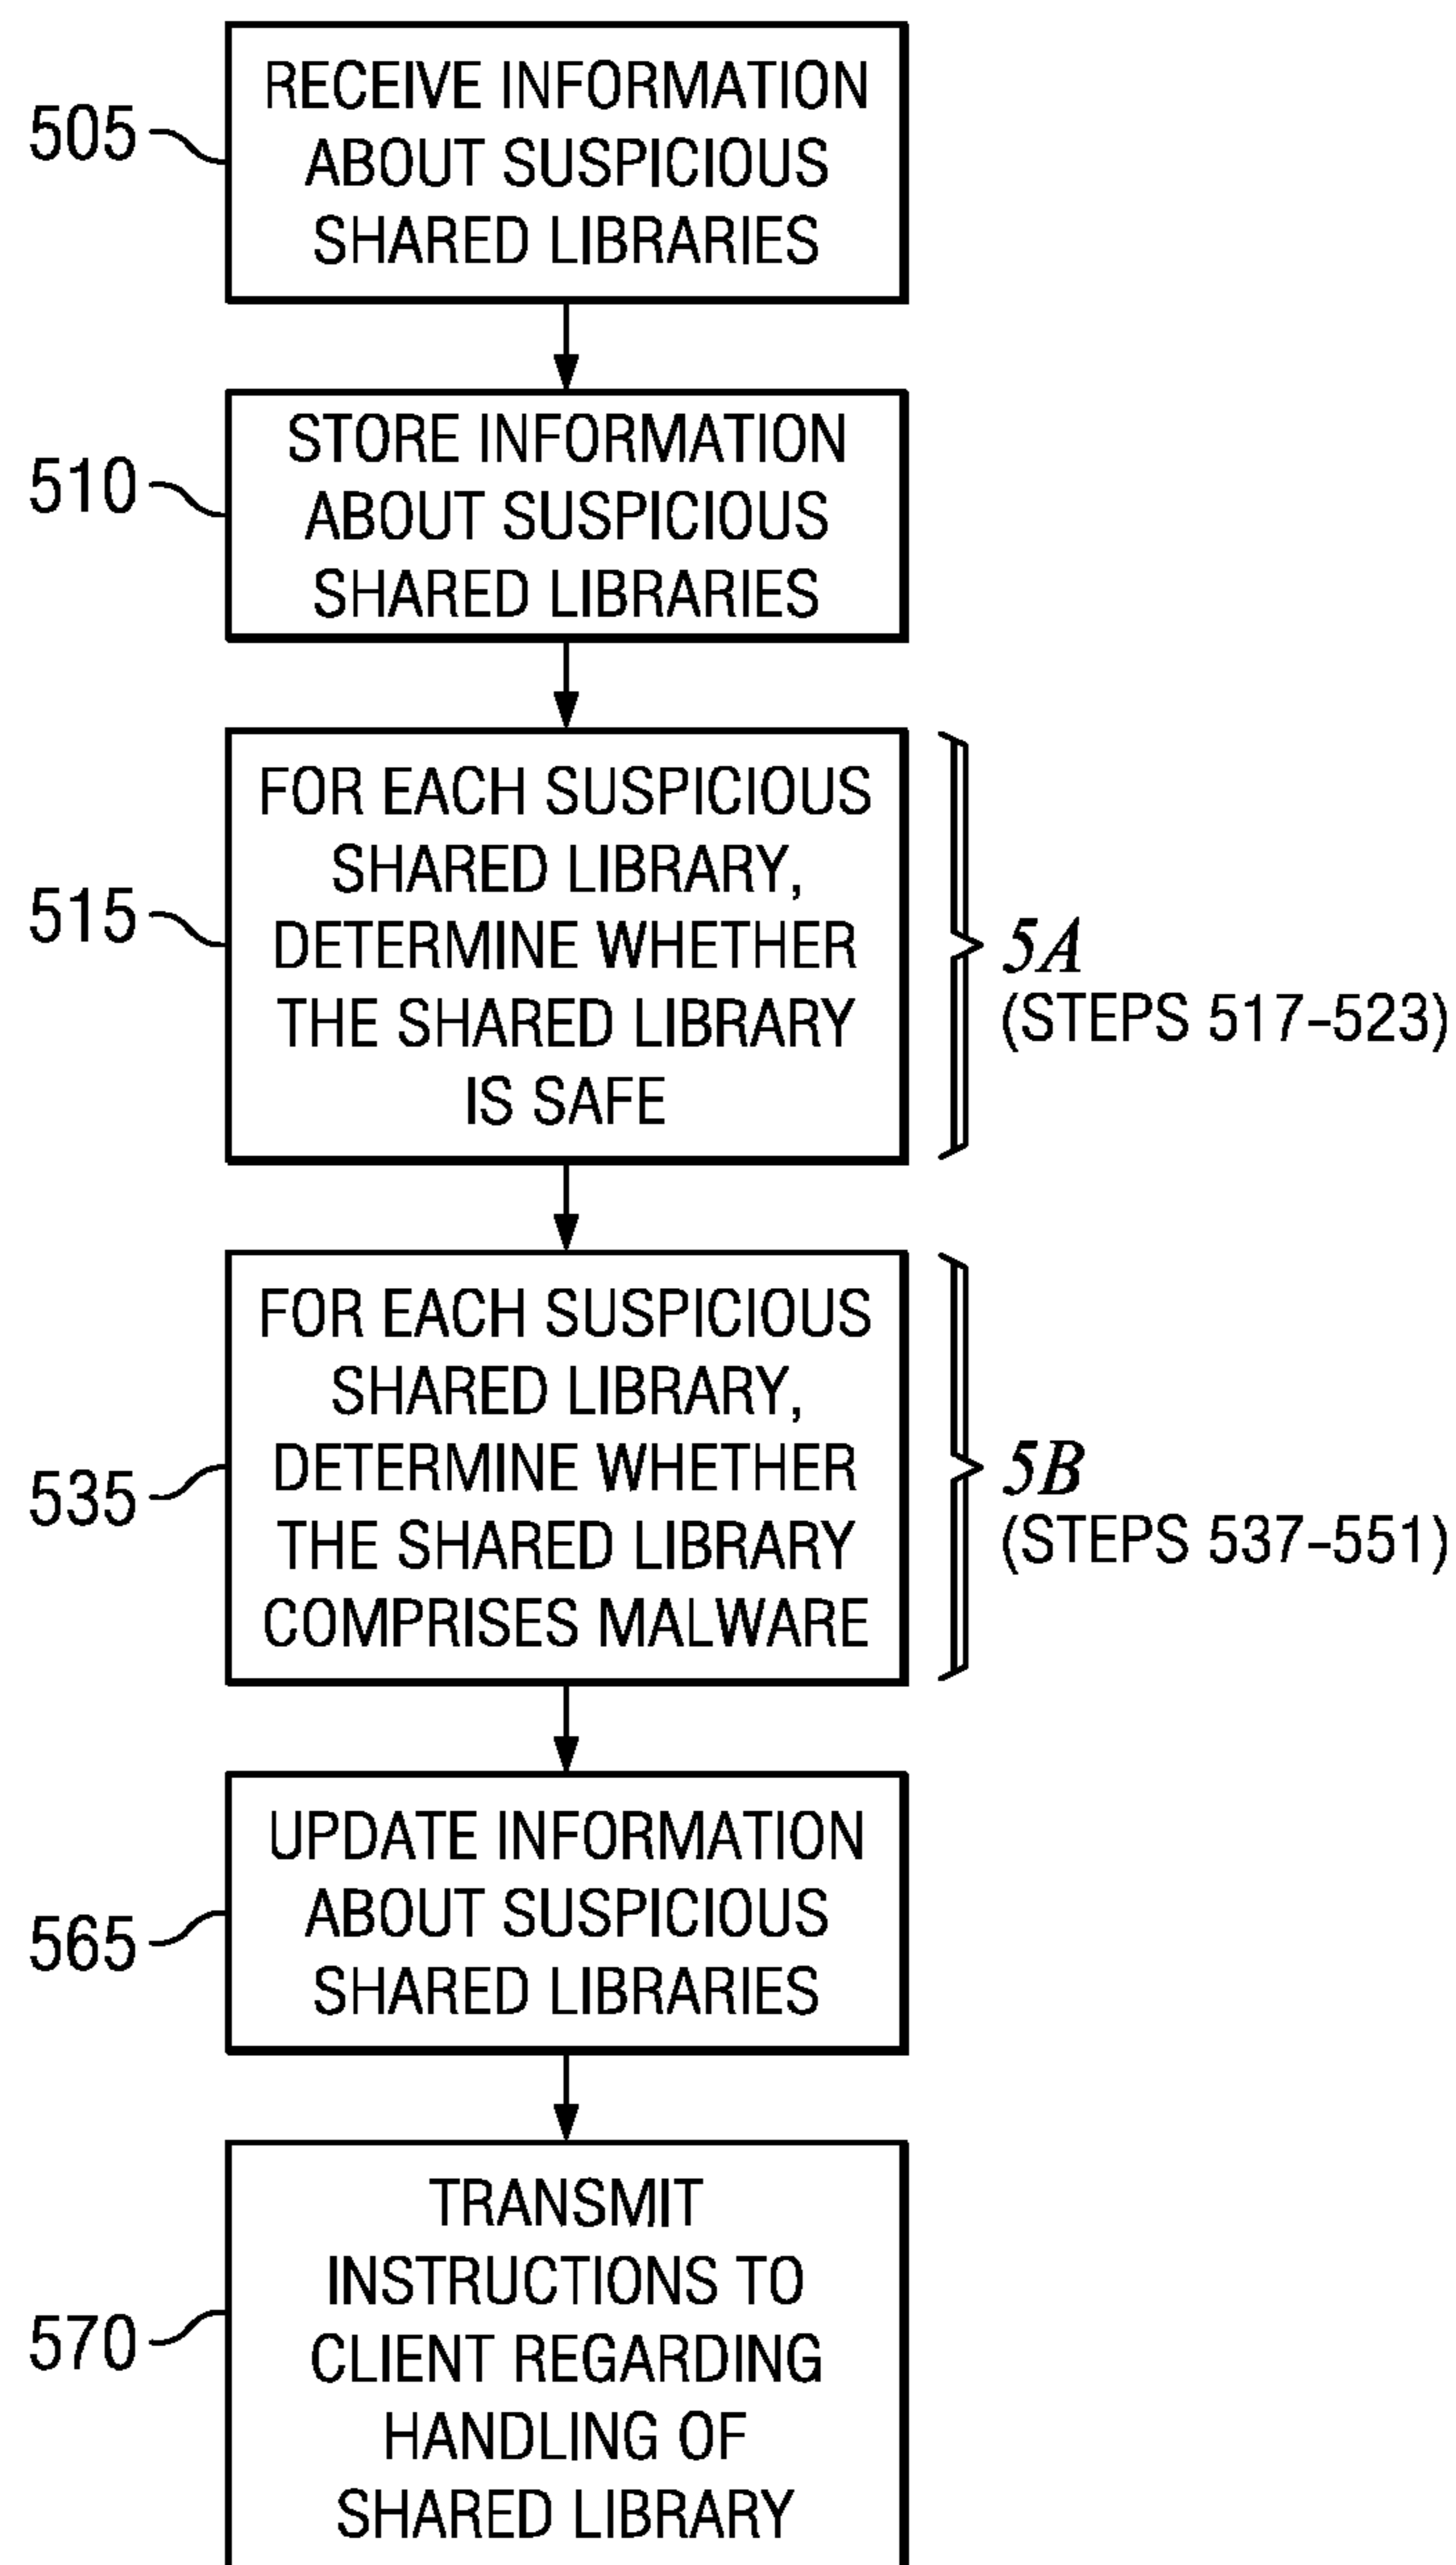 505
RECEIVE INFORMATION
ABOUT SUSPICIOUS
SHARED LIBRARIES
510
STORE INFORMATION
ABOUT SUSPICIOUS
SHARED LIBRARIES
515
FOR EACH SUSPICIOUS
SHARED LIBRARY,
DETERMINE WHETHER
THE SHARED LIBRARY
IS SAFE
5A
(STEPS 517-523)
535
FOR EACH SUSPICIOUS
SHARED LIBRARY,
DETERMINE WHETHER
THE SHARED LIBRARY
COMPRISES MALWARE
5B
(STEPS 537-551)
565
UPDATE INFORMATION
ABOUT SUSPICIOUS
SHARED LIBRARIES
570
TRANSMIT
INSTRUCTIONS TO
CLIENT REGARDING
HANDLING OF
SHARED LIBRARY